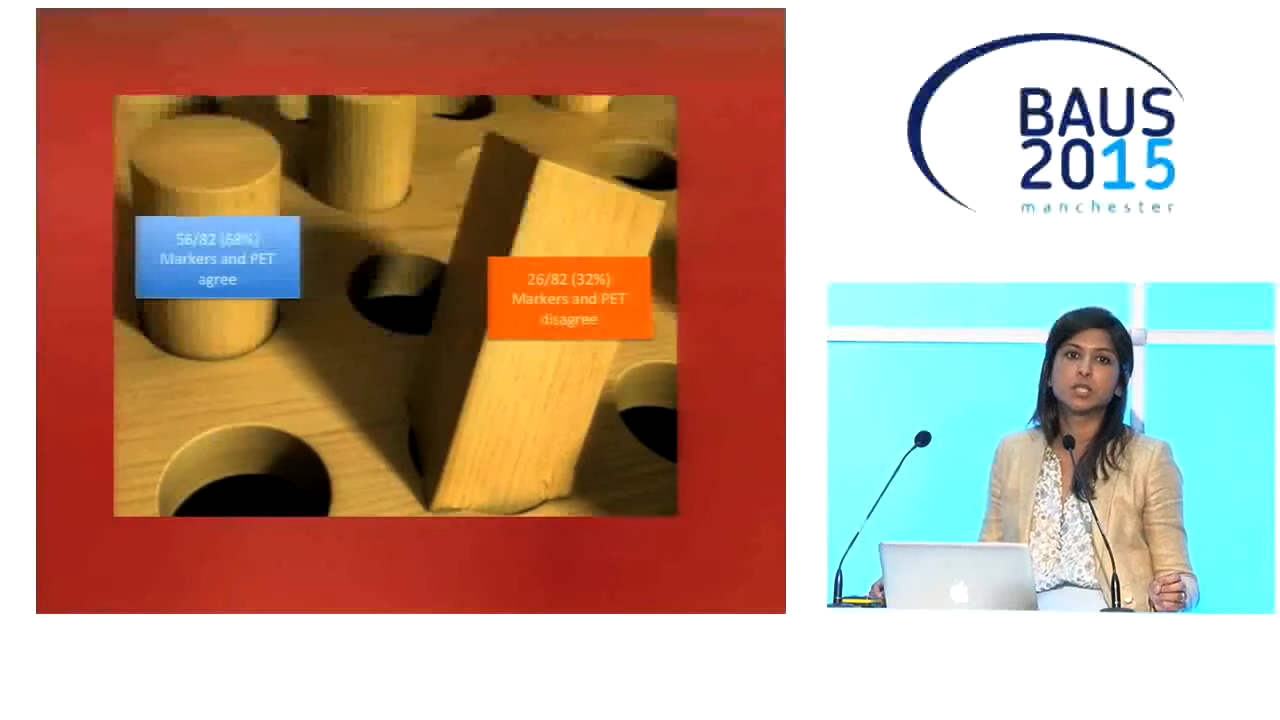 56/82 (68%)
Markers and PET
agree
26/82 (32%)
Markers and PET
disagree
BAUS
2015
manchester